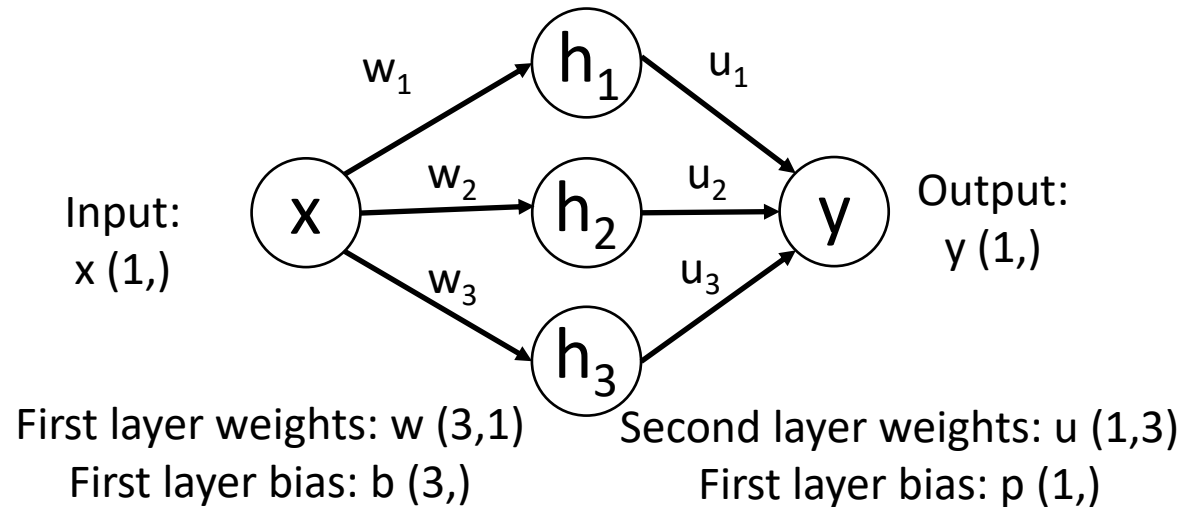 h₁
w₁
u₁
w₂
u₂
Input:
x (1,)
x
h₂
y
Output:
y (1,)
w₃
u₃
h₃
First layer weights: w (3,1)
Second layer weights: u (1,3)
First layer bias: b (3,)
First layer bias: p (1,)